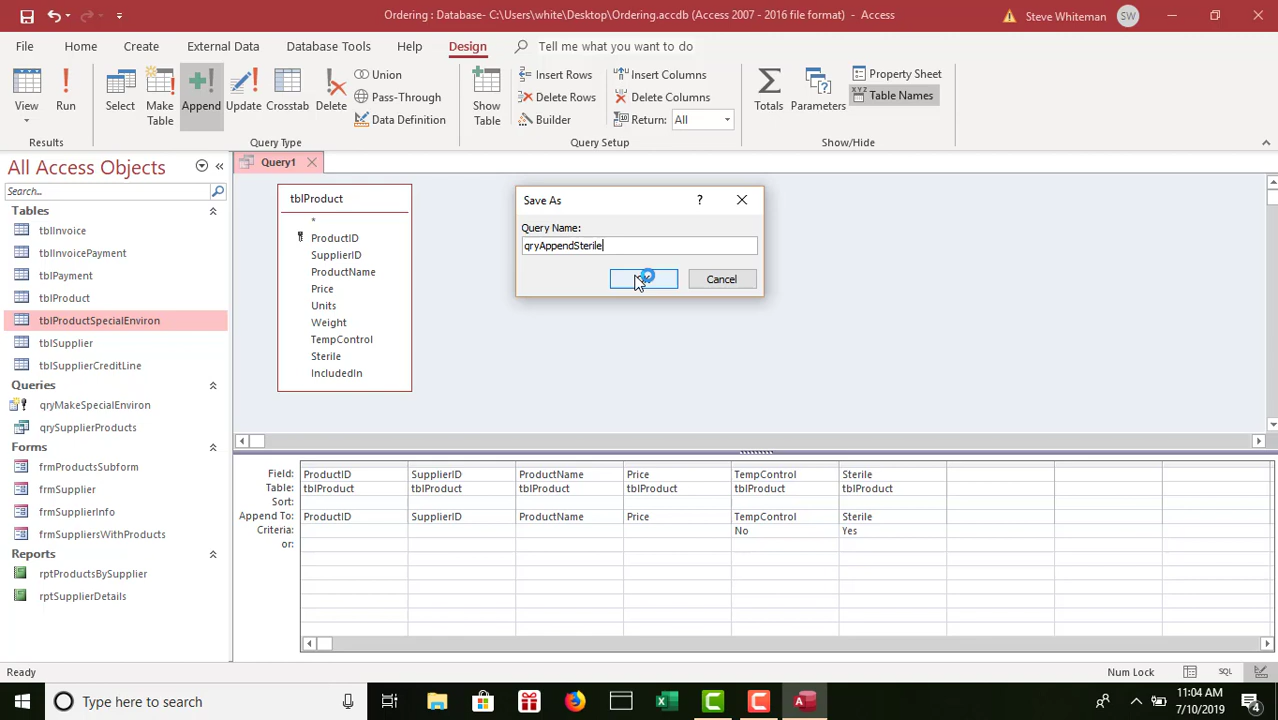 Ordering : Database- C:\Users\white\Desktop\Ordering.accdb (Access 2007 - 2016 file format) - Access
Steve Whiteman SW
File Home Create External Data Database Tools Help Design Tell me what you want to do
View Run Select Make Table Append Update Crosstab Delete
Union
Pass-Through
Data Definition
Show Table
Insert Rows
Delete Rows
Builder
Insert Columns
Delete Columns
Return: All
Totals Parameters
Property Sheet
XYZ Table Names
Results Query Type Query Setup Show/Hide
All Access Objects
Search...
Tables
tblInvoice
tblInvoicePayment
tblPayment
tblProduct
tblProductSpecialEnviron
tblSupplier
tblSupplierCreditLine
Queries
qryMakeSpecialEnviron
qrySupplierProducts
Forms
frmProductsSubform
frmSupplier
frmSupplierInfo
frmSuppliersWithProducts
Reports
rptProductsBySupplier
rptSupplierDetails
Query1
tblProduct
*
ProductID
SupplierID
ProductName
Price
Units
Weight
TempControl
Sterile
IncludedIn
Save As ?
Query Name:
qryAppendSterile
Cancel
Field: ProductID SupplierID ProductName Price TempControl Sterile
Table: tblProduct tblProduct tblProduct tblProduct tblProduct tblProduct
Sort:
Append To: ProductID SupplierID ProductName Price TempControl Sterile
Criteria: No Yes
or:
Ready Num Lock SQL
Type here to search
11:04 AM
7/10/2019
4